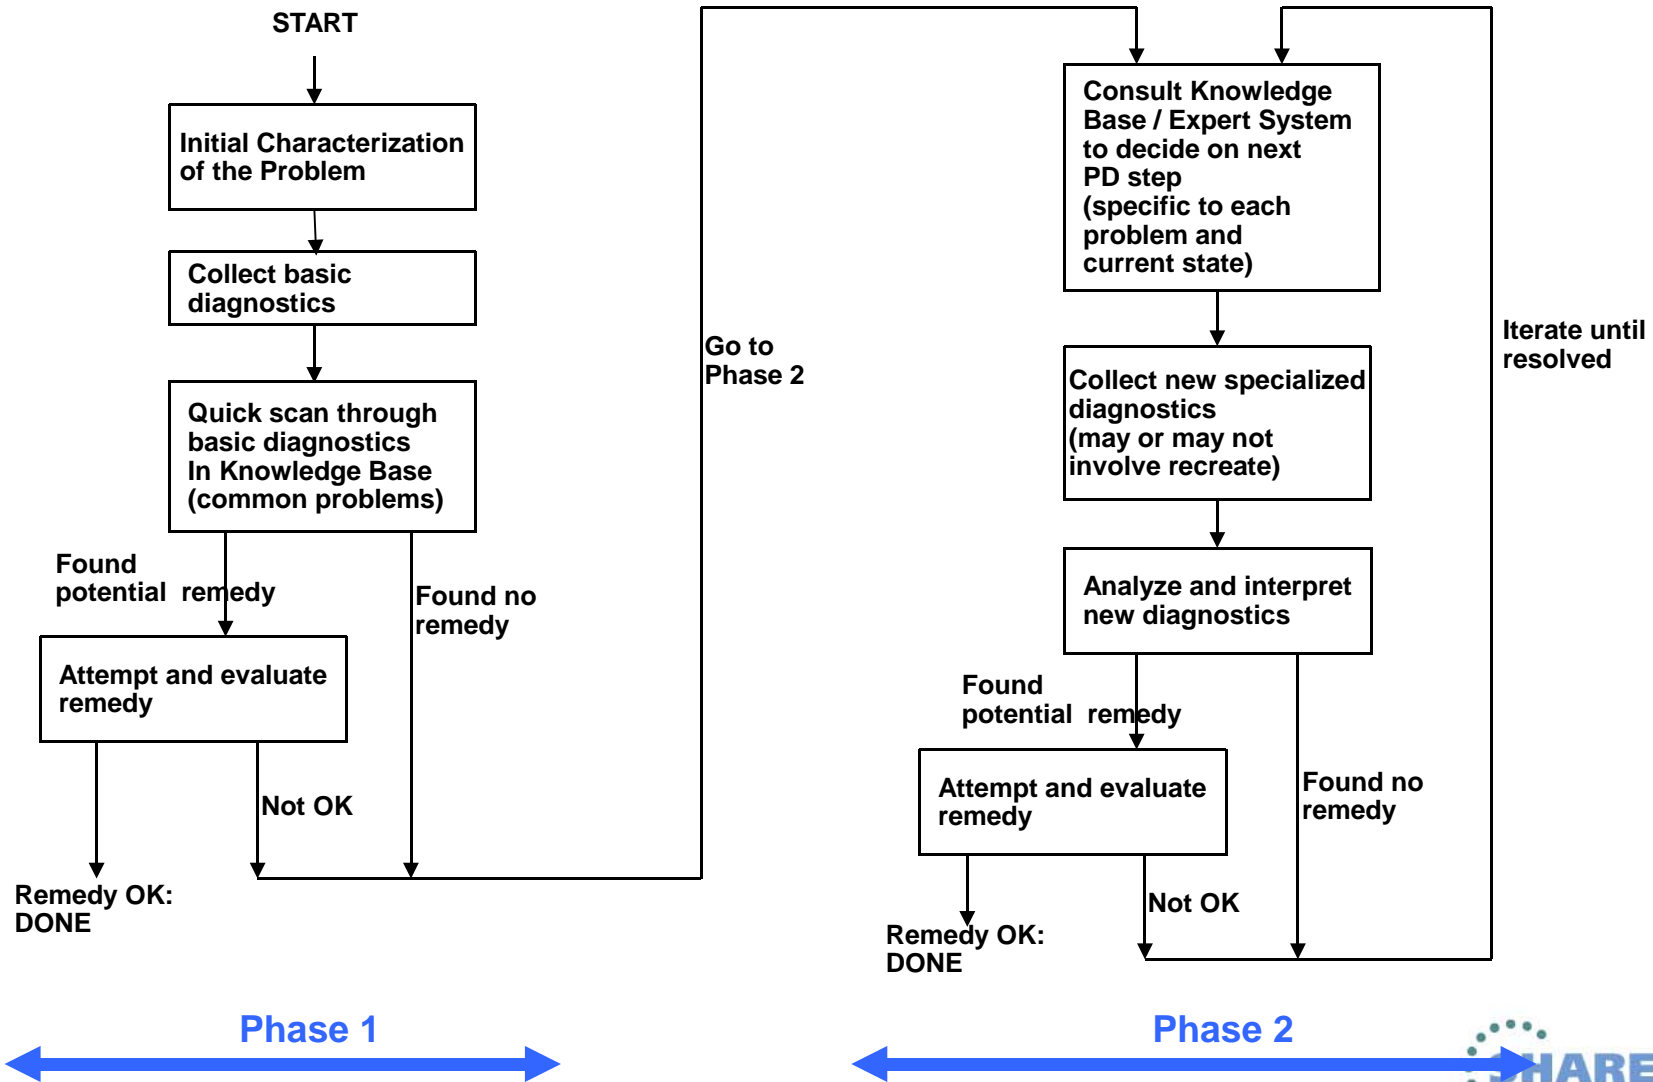 START
Initial Characterization
of the Problem
Collect basic
diagnostics
Quick scan through
basic diagnostics
In Knowledge Base
(common problems)
Found
potential remedy
Found no
remedy
Attempt and evaluate
remedy
Not OK
Remedy OK:
DONE
Go to
Phase 2
Phase 1
Consult Knowledge
Base / Expert System
to decide on next
PD step
(specific to each
problem and
current state)
Iterate until
resolved
Collect new specialized
diagnostics
(may or may not
involve recreate)
Analyze and interpret
new diagnostics
Found
potential remedy
Found no
remedy
Attempt and evaluate
remedy
Not OK
Remedy OK:
DONE
Phase 2
SHARE